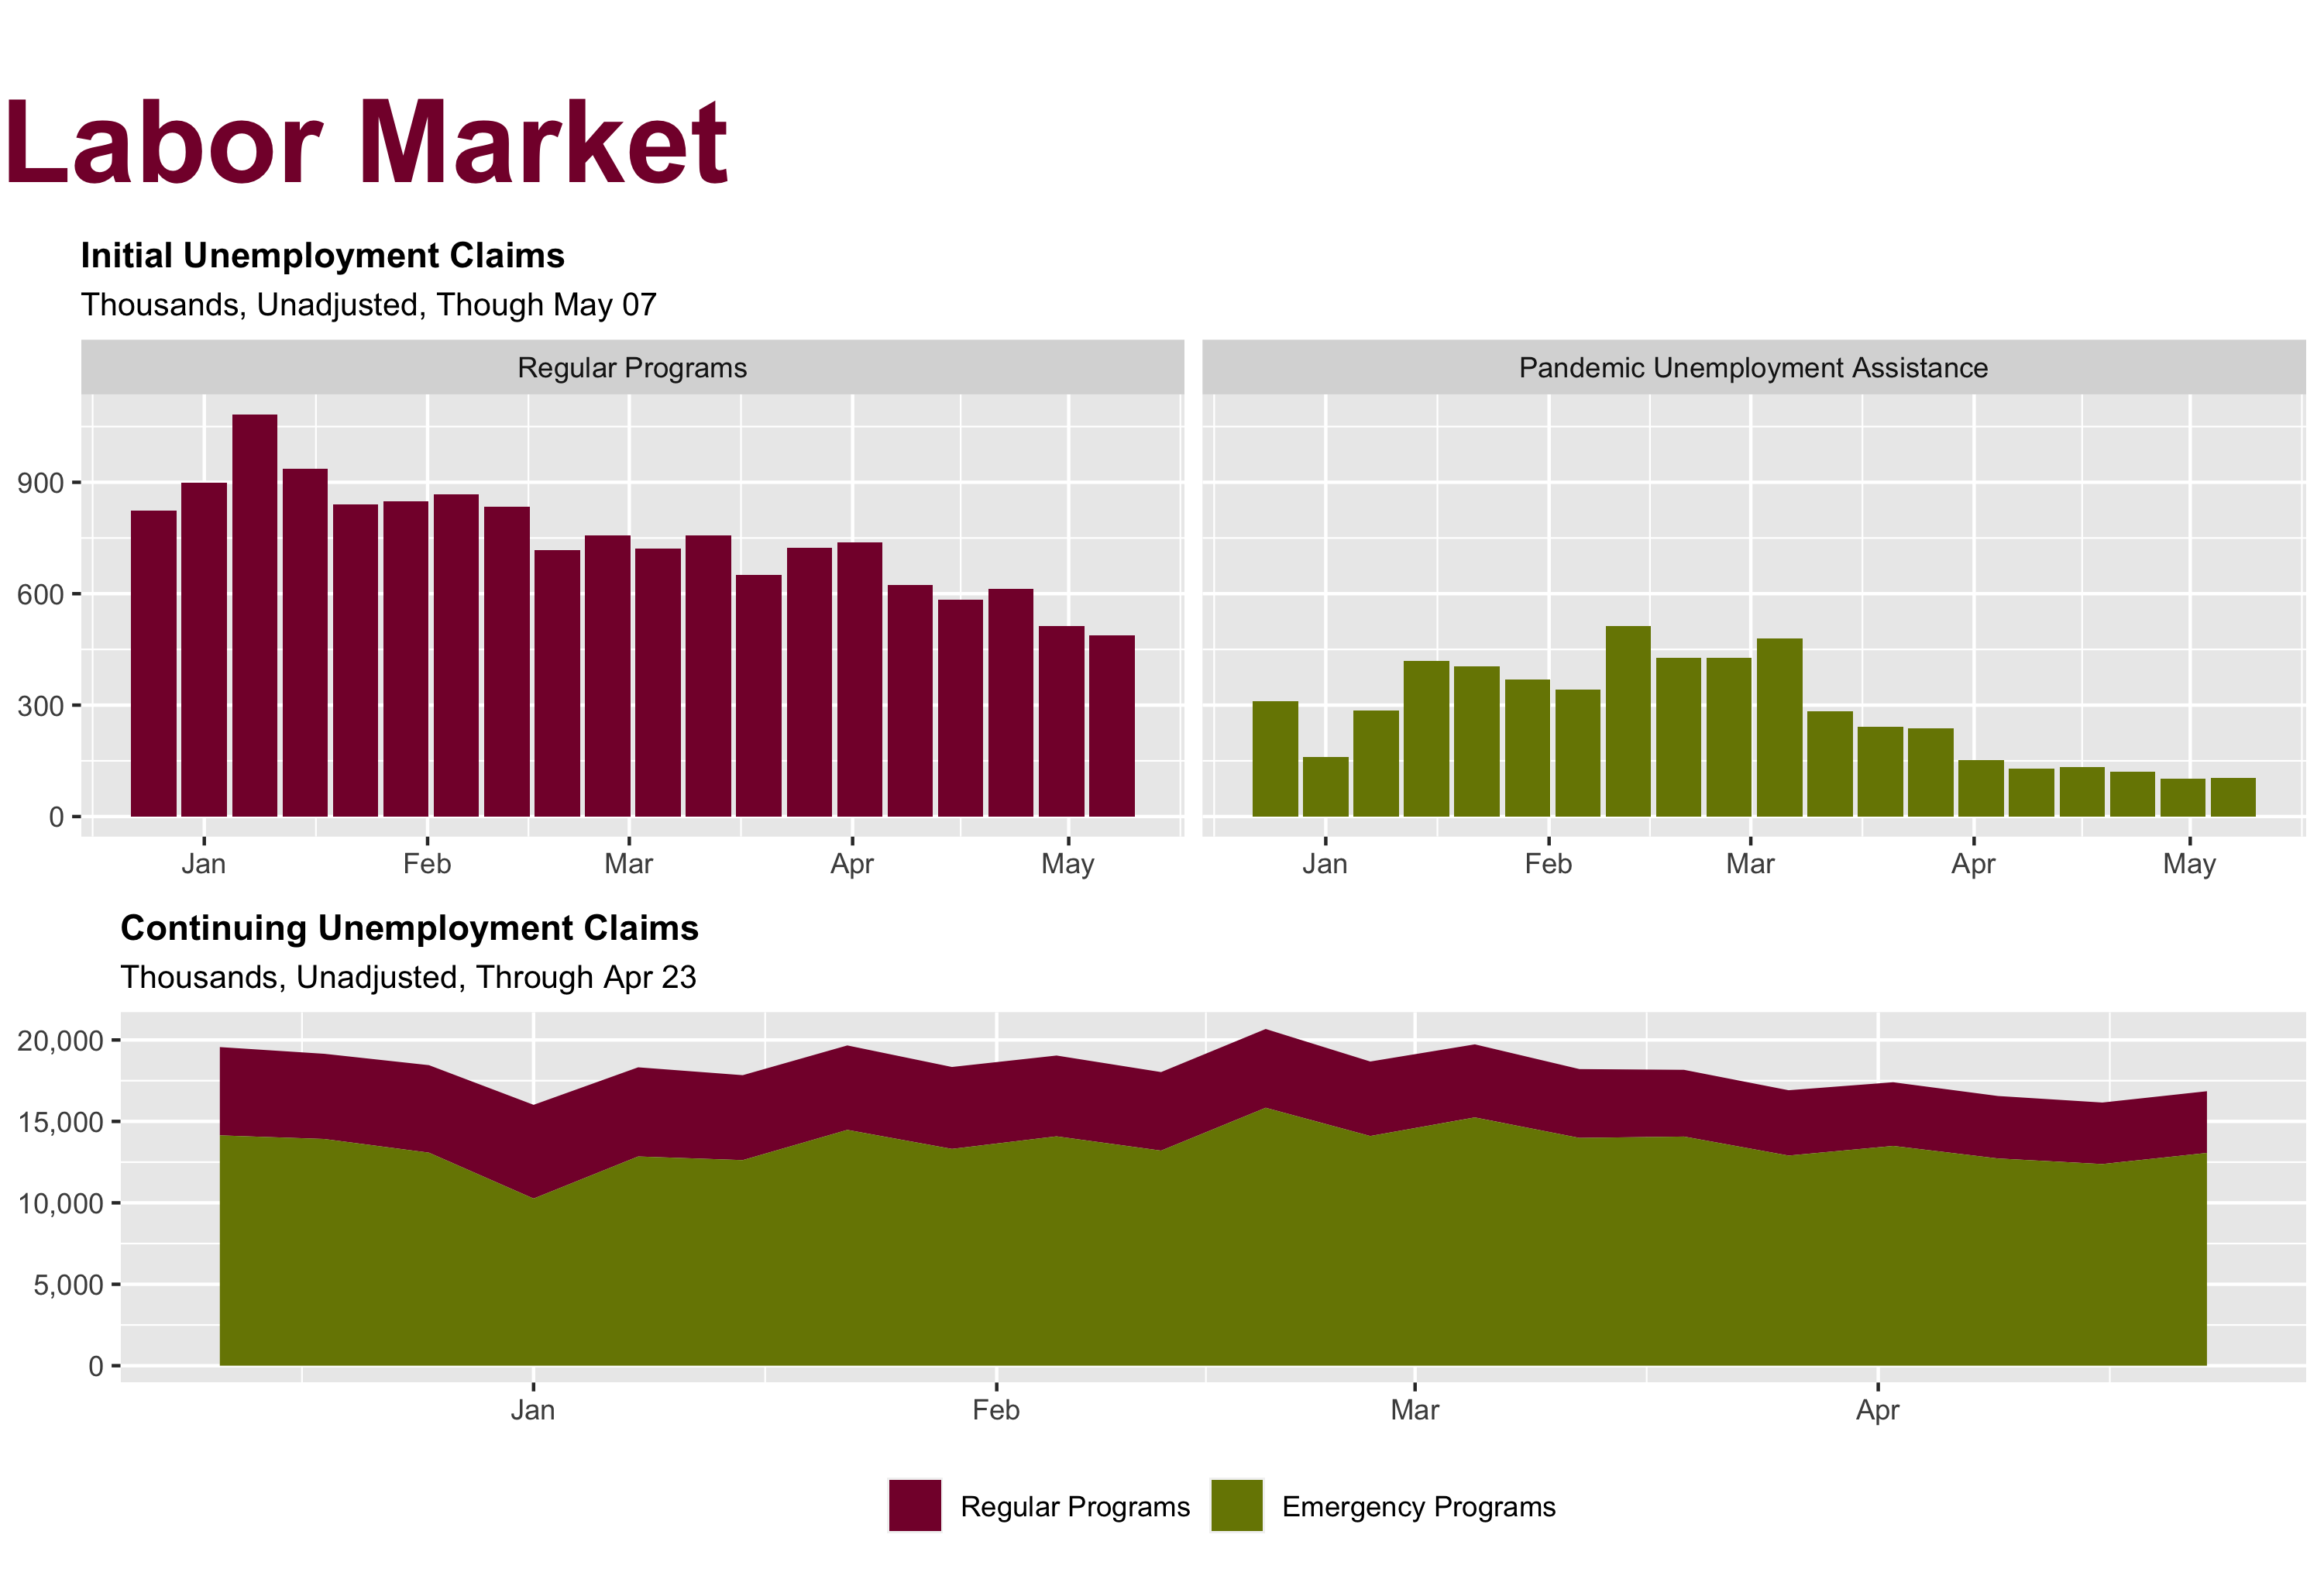 Labor Market
Initial Unemployment Claims
Thousands, Unadjusted, Though May 07
Regular Programs
Pandemic Unemployment Assistance
900
600
300
0
Jan Feb Mar Apr May
Jan Feb Mar Apr May
Continuing Unemployment Claims
Thousands, Unadjusted, Through Apr 23
20,000
15,000
10,000
5,000
0
Jan Feb Mar Apr
Regular Programs Emergency Programs